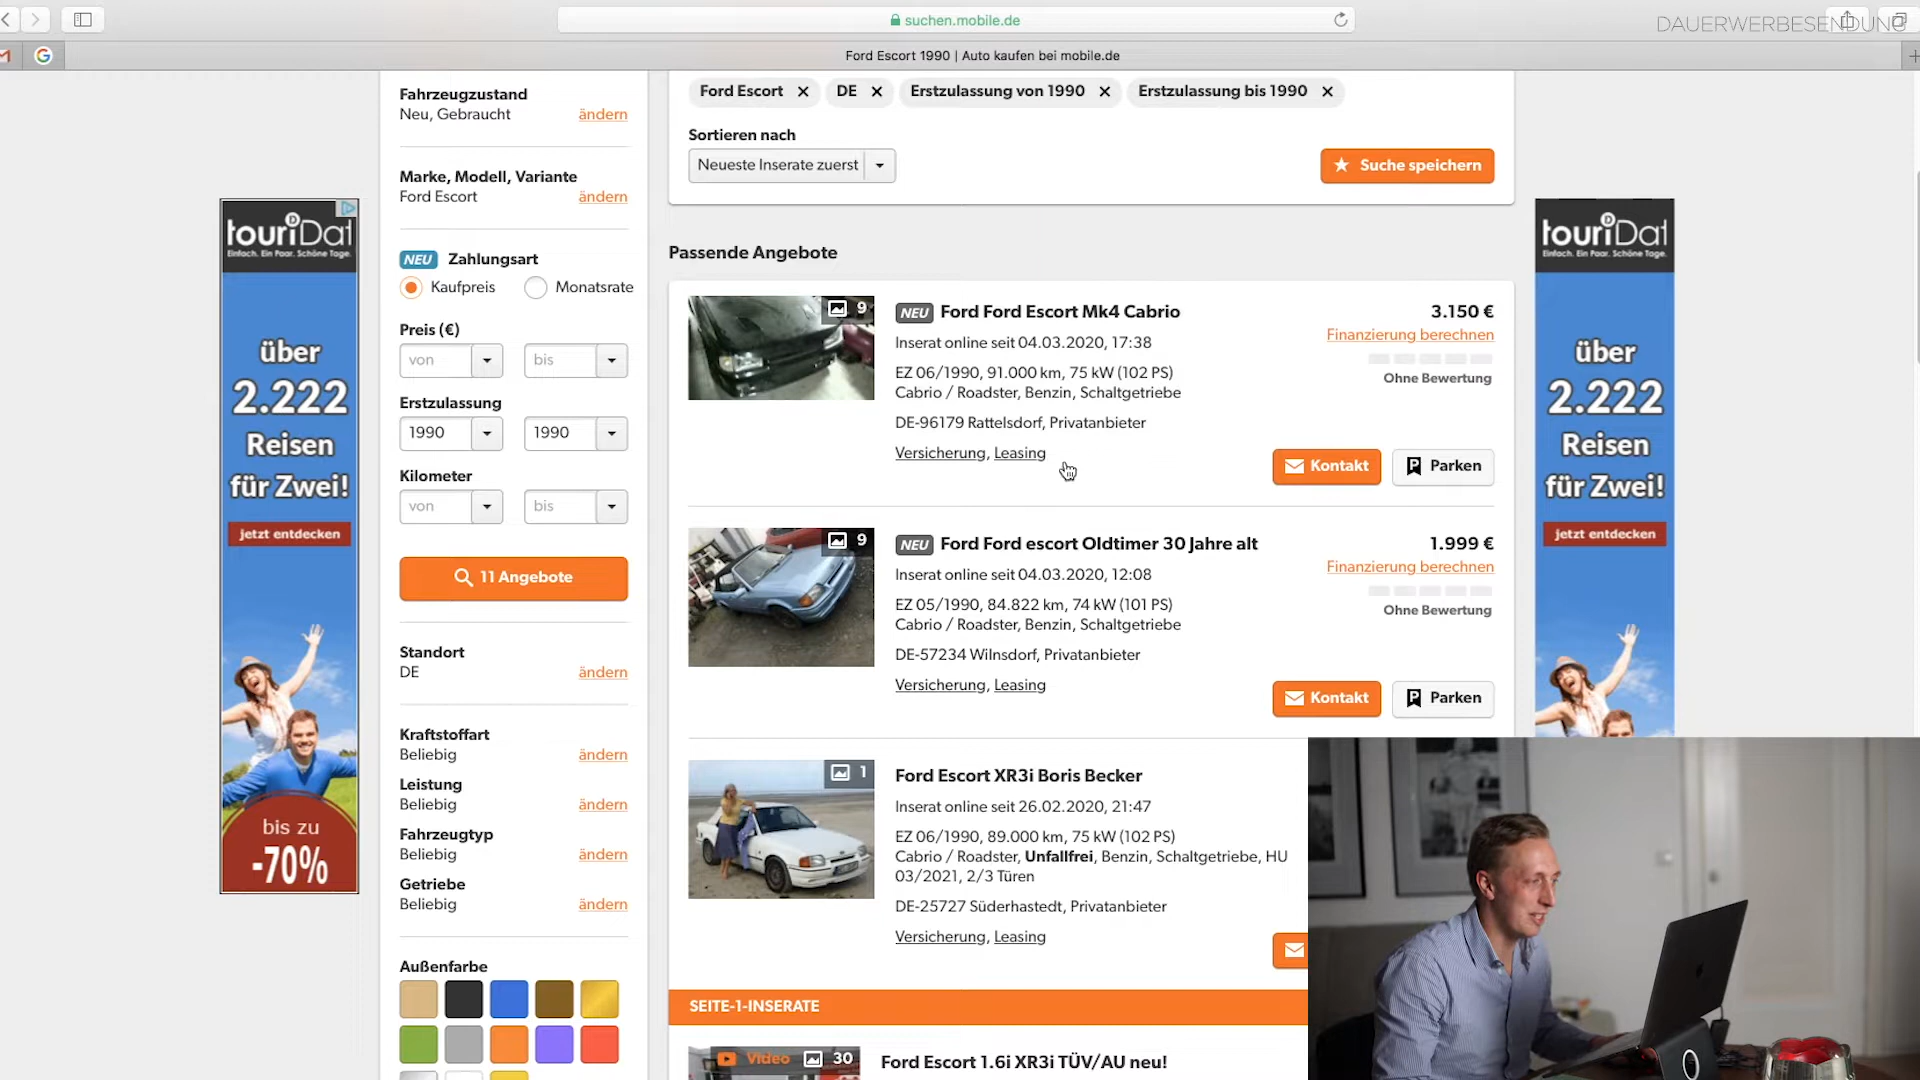 suchen.mobile.de
DAUERWERBESENDUNG
Ford Escort 1990 | Auto kaufen bei mobile.de
Fahrzeugzustand
Neu, Gebraucht
ändern
Marke, Modell, Variante
Ford Escort
ändern
NEU Zahlungsart
Kaufpreis
Monatsrate
Preis (€)
von
bis
Erstzulassung
1990
1990
Kilometer
von
bis
11 Angebote
Standort
DE
ändern
Kraftstoffart
Beliebig
ändern
Leistung
Beliebig
ändern
Fahrzeugtyp
Beliebig
ändern
Getriebe
Beliebig
ändern
Außenfarbe
Ford Escort
DE
Erstzulassung von 1990
Erstzulassung bis 1990
Sortieren nach
Neueste Inserate zuerst
Suche speichern
Passende Angebote
9
NEU Ford Ford Escort Mk4 Cabrio
3.150 €
Inserat online seit 04.03.2020, 17:38
Finanzierung berechnen
EZ 06/1990, 91.000 km, 75 kW (102 PS)
Ohne Bewertung
Cabrio / Roadster, Benzin, Schaltgetriebe
DE-96179 Rattelsdorf, Privatanbieter
Versicherung, Leasing
Kontakt
Parken
9
NEU Ford Ford escort Oldtimer 30 Jahre alt
1.999 €
Inserat online seit 04.03.2020, 12:08
Finanzierung berechnen
EZ 05/1990, 84.822 km, 74 kW (101 PS)
Ohne Bewertung
Cabrio / Roadster, Benzin, Schaltgetriebe
DE-57234 Wilnsdorf, Privatanbieter
Versicherung, Leasing
Kontakt
Parken
1
Ford Escort XR3i Boris Becker
Inserat online seit 26.02.2020, 21:47
EZ 06/1990, 89.000 km, 75 kW (102 PS)
Cabrio / Roadster, Unfallfrei, Benzin, Schaltgetriebe, HU
03/2021, 2/3 Türen
DE-25727 Süderhastedt, Privatanbieter
Versicherung, Leasing
SEITE-1-INSERATE
Video
30
Ford Escort 1.6i XR3i TÜV/AU neu!
touriDat
Einfach. Ein Paar. Schöne Tage.
über
2.222
Reisen
für Zwei!
jetzt entdecken
bis zu
-70%
touriDat
Einfach. Ein Paar. Schöne Tage.
über
2.222
Reisen
für Zwei!
jetzt entdecken